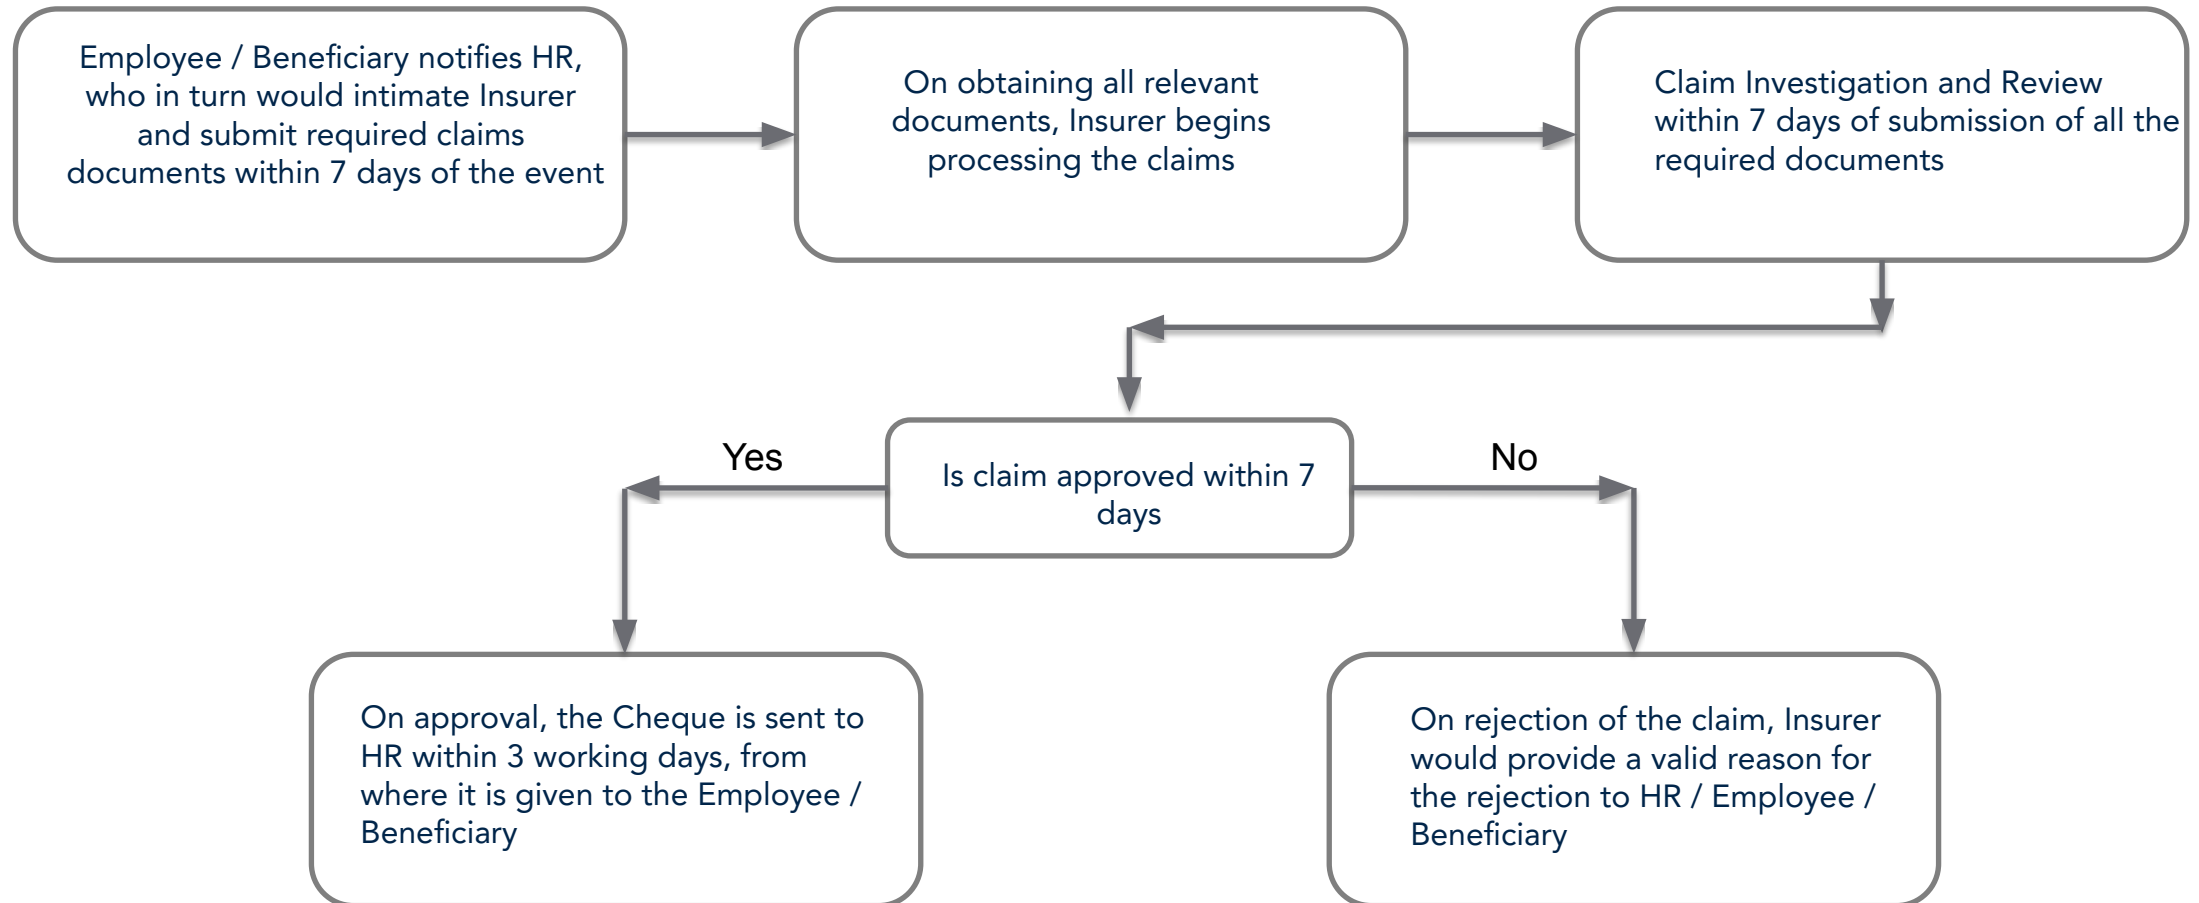 Employee / Beneficiary notifies HR,
who in turn would intimate Insurer
and submit required claims
documents within 7 days of the event
On obtaining all relevant
documents, Insurer begins
processing the claims
Claim Investigation and Review
within 7 days of submission of all the
required documents
Yes
Is claim approved within 7
days
No
On approval, the Cheque is sent to
HR within 3 working days, from
where it is given to the Employee /
Beneficiary
On rejection of the claim, Insurer
would provide a valid reason for
the rejection to HR / Employee /
Beneficiary